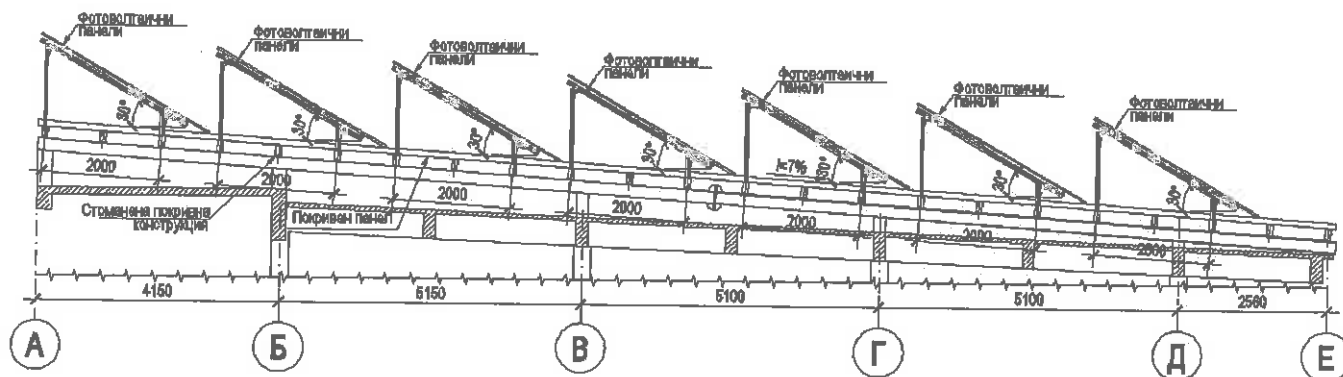 Фотоволтаични
панели
Фотоволтаични
панели
Фотоволтаични
панели
Фотоволтаични
панели
Фотоволтаични
панели
Фотоволтаични
панели
Фотоволтаични
панели
30°
30°
30°
30°
30°
30°
30°
i=7%
2000
2000
2000
2000
2000
2000
2000
Стоманена покривна
конструкция
Покривен панел
4150
5150
5100
5100
2560
А
Б
В
Г
Д
Е